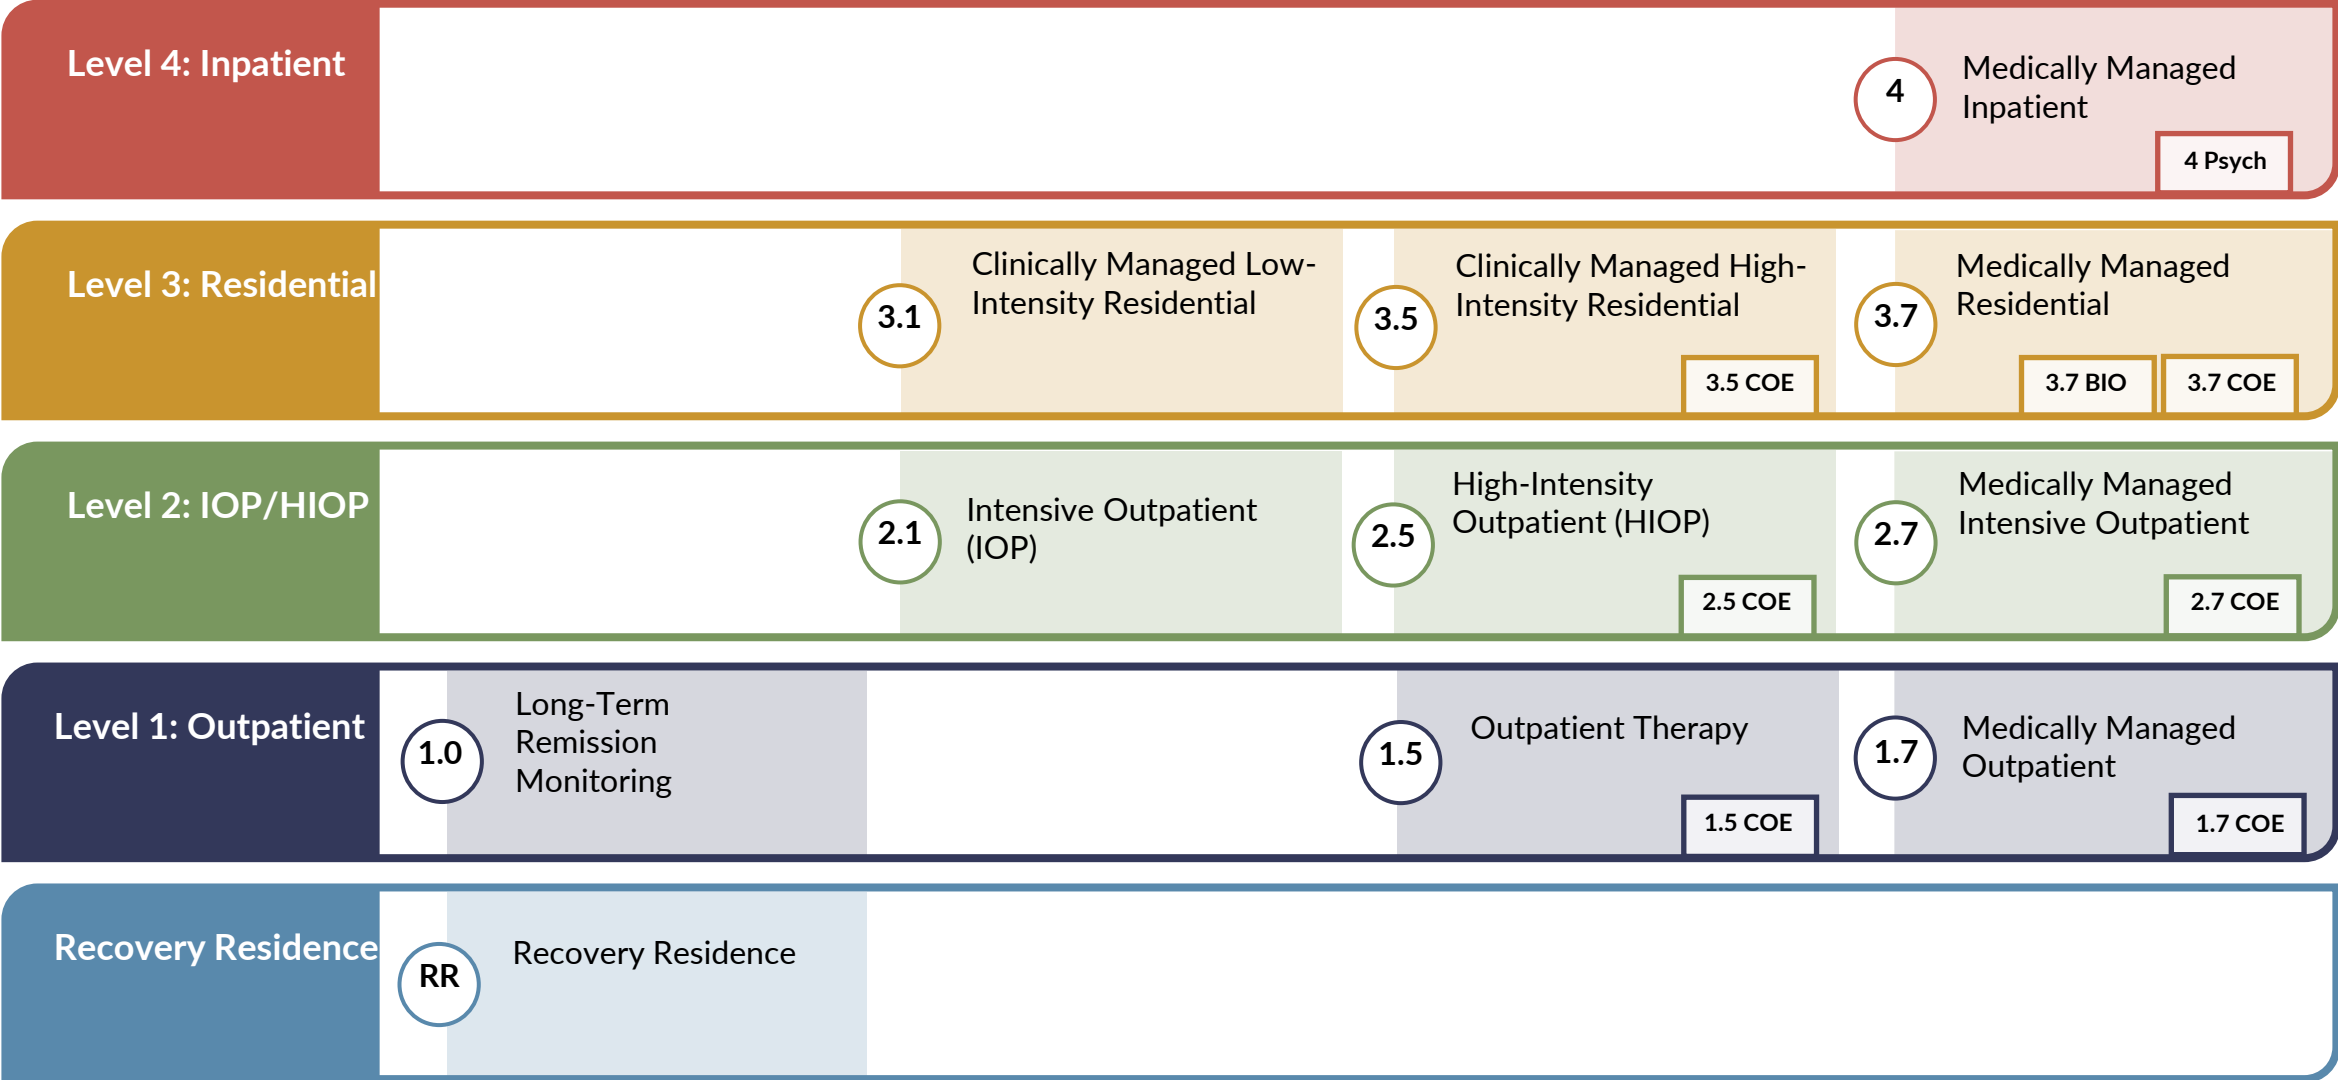 Level 4: Inpatient
4
Medically Managed
Inpatient
4 Psych
Level 3: Residential
3.1
Clinically Managed Low-
Intensity Residential
3.5
Clinically Managed High-
Intensity Residential
3.5 COE
3.7
Medically Managed
Residential
3.7 BIO
3.7 COE
Level 2: IOP/HIOP
2.1
Intensive Outpatient
(IOP)
2.5
High-Intensity
Outpatient (HIOP)
2.5 COE
2.7
Medically Managed
Intensive Outpatient
2.7 COE
Level 1: Outpatient
1.0
Long-Term
Remission
Monitoring
1.5
Outpatient Therapy
1.5 COE
1.7
Medically Managed
Outpatient
1.7 COE
Recovery Residence
RR
Recovery Residence